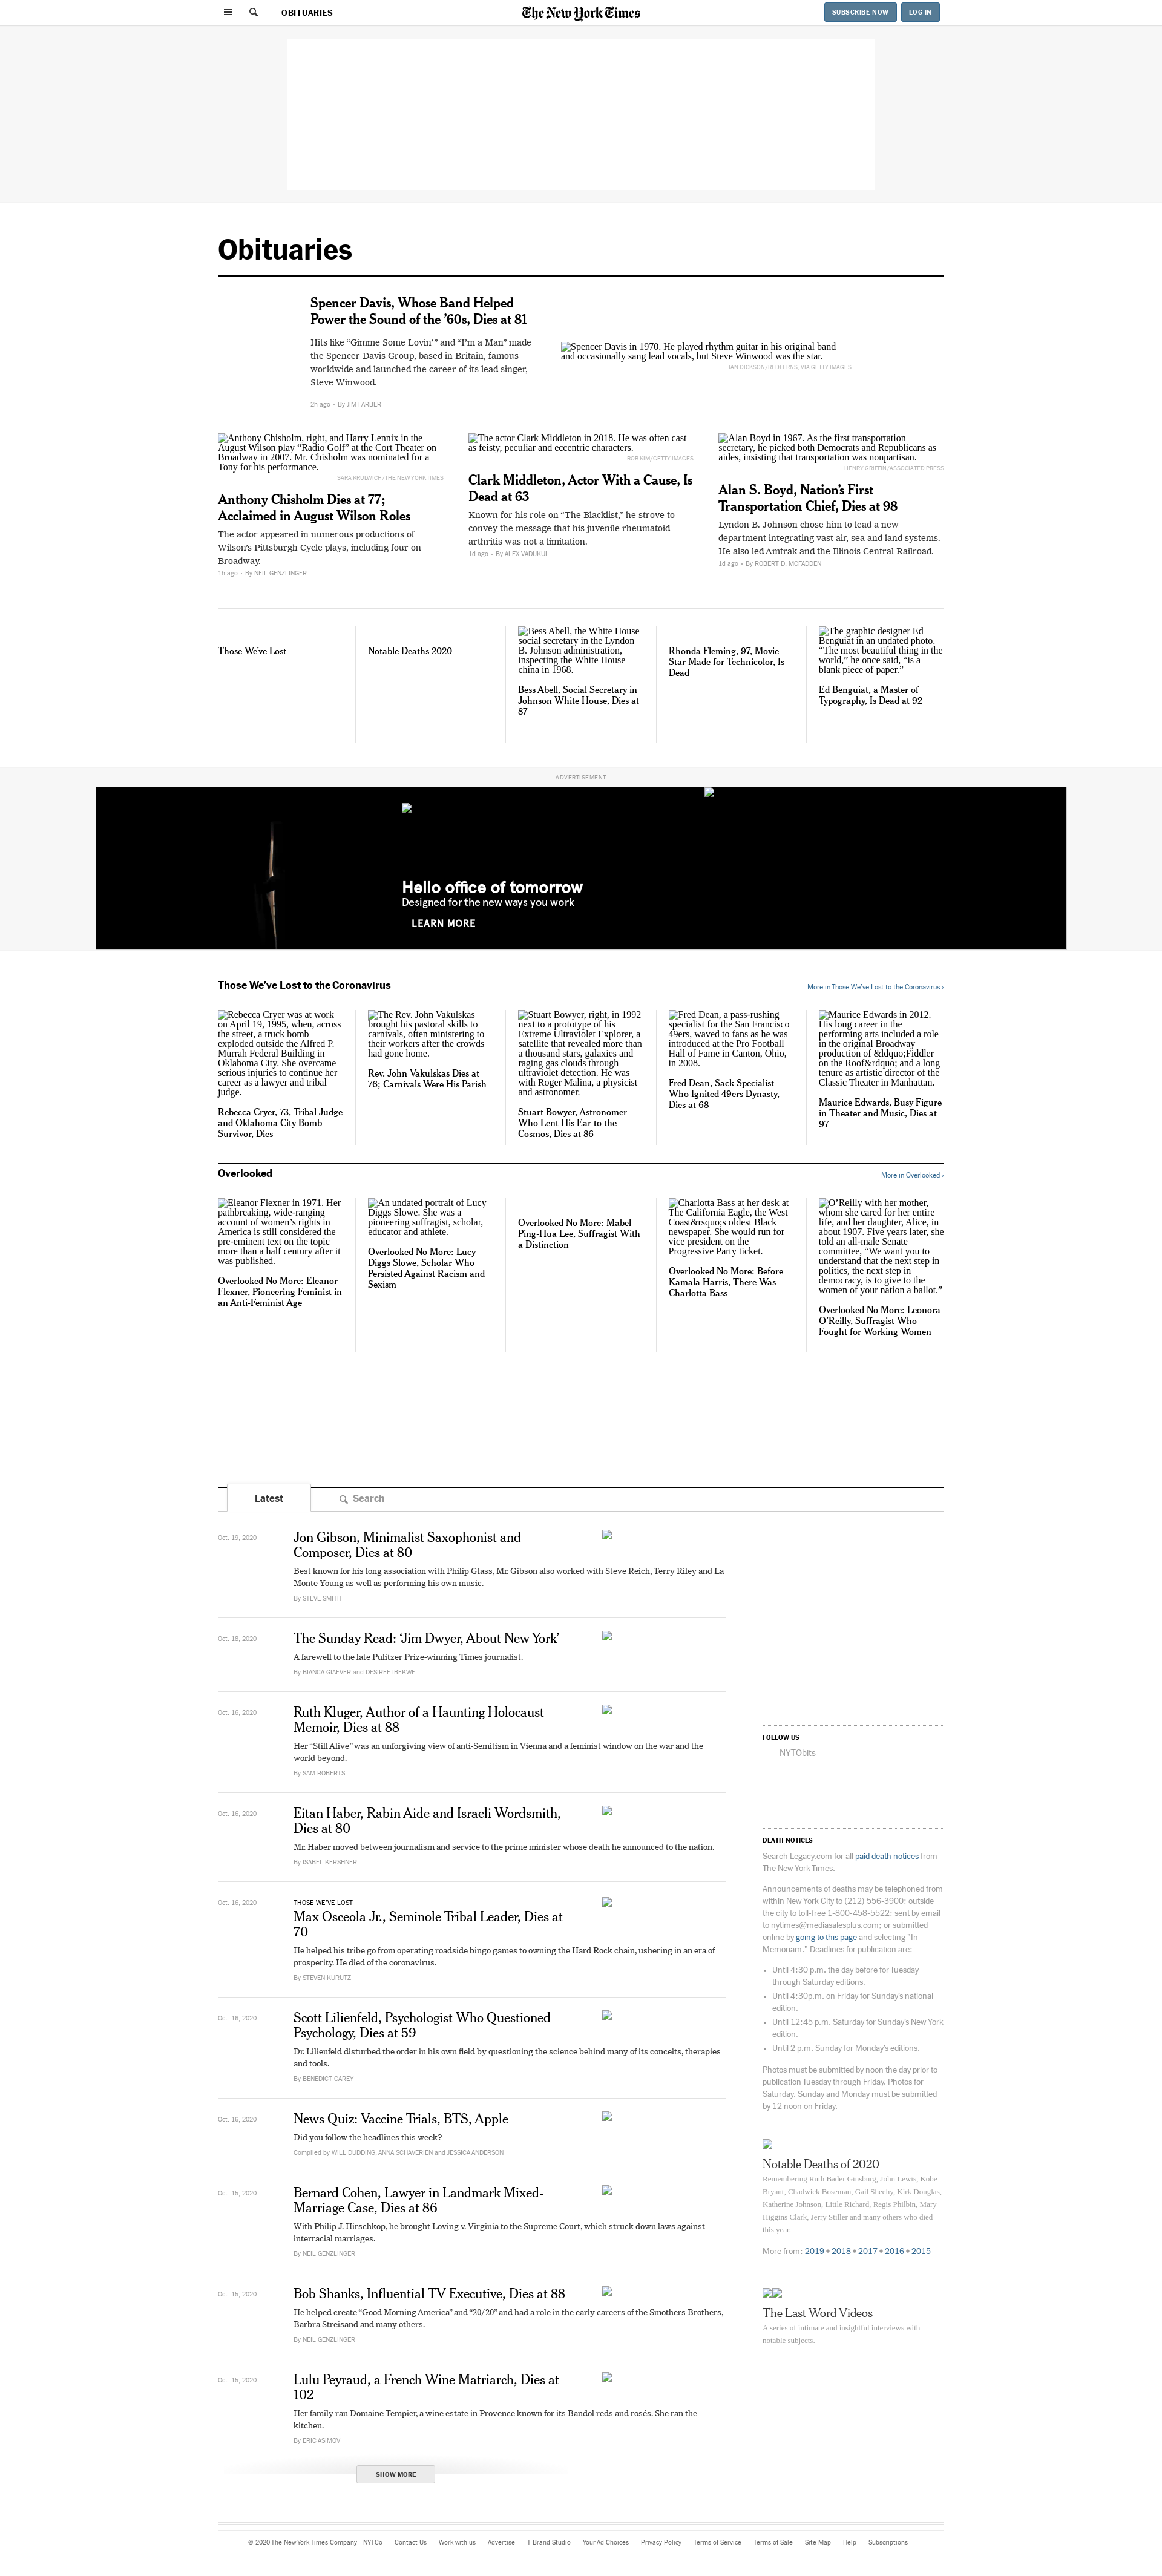 OBITUARIES
The New York Times
SUBSCRIBE NOW
LOG IN
Obituaries
Spencer Davis, Whose Band Helped
Power the Sound of the ’60s, Dies at 81
Hits like “Gimme Some Lovin’” and “I’m a Man” made
the Spencer Davis Group, based in Britain, famous
worldwide and launched the career of its lead singer,
Steve Winwood.
2h ago - By JIM FARBER
Spencer Davis in 1970. He played rhythm guitar in his original band
and occasionally sang lead vocals, but Steve Winwood was the star.
IAN DICKSON/REDFERNS, VIA GETTY IMAGES
Anthony Chisholm, right, and Harry Lennix in the
August Wilson play “Radio Golf” at the Cort Theater on
Broadway in 2007. Mr. Chisholm was nominated for a
Tony for his performance.
SARA KRULWICH/THE NEW YORK TIMES
Anthony Chisholm Dies at 77;
Acclaimed in August Wilson Roles
The actor appeared in numerous productions of
Wilson’s Pittsburgh Cycle plays, including four on
Broadway.
1h ago - By NEIL GENZLINGER
The actor Clark Middleton in 2018. He was often cast
as feisty, peculiar and eccentric characters.
ROB KIM/GETTY IMAGES
Clark Middleton, Actor With a Cause, Is
Dead at 63
Known for his role on “The Blacklist,” he strove to
convey the message that his juvenile rheumatoid
arthritis was not a limitation.
1d ago - By ALEX VADUKUL
Alan Boyd in 1967. As the first transportation
secretary, he picked both Democrats and Republicans as
aides, insisting that transportation was nonpartisan.
HENRY GRIFFIN/ASSOCIATED PRESS
Alan S. Boyd, Nation’s First
Transportation Chief, Dies at 98
Lyndon B. Johnson chose him to lead a new
department integrating vast air, sea and land systems.
He also led Amtrak and the Illinois Central Railroad.
1d ago - By ROBERT D. MCFADDEN
Those We’ve Lost
Notable Deaths 2020
Bess Abell, the White House
social secretary in the Lyndon
B. Johnson administration,
inspecting the White House
china in 1968.
Bess Abell, Social Secretary in
Johnson White House, Dies at
87
Rhonda Fleming, 97, Movie
Star Made for Technicolor, Is
Dead
The graphic designer Ed
Benguiat in an undated photo.
“The most beautiful thing in the
world,” he once said, “is a
blank piece of paper.”
Ed Benguiat, a Master of
Typography, Is Dead at 92
ADVERTISEMENT
Hello office of tomorrow
Designed for the new ways you work
LEARN MORE
Those We’ve Lost to the Coronavirus
More in Those We’ve Lost to the Coronavirus ›
Rebecca Cryer was at work
on April 19, 1995, when, across
the street, a truck bomb
exploded outside the Alfred P.
Murrah Federal Building in
Oklahoma City. She overcame
serious injuries to continue her
career as a lawyer and tribal
judge.
Rebecca Cryer, 73, Tribal Judge
and Oklahoma City Bomb
Survivor, Dies
The Rev. John Vakulskas
brought his pastoral skills to
carnivals, often ministering to
their workers after the crowds
had gone home.
Rev. John Vakulskas Dies at
76; Carnivals Were His Parish
Stuart Bowyer, right, in 1992
next to a prototype of his
Extreme Ultraviolet Explorer, a
satellite that revealed more than
a thousand stars, galaxies and
raging gas clouds through
ultraviolet detection. He was
with Roger Malina, a physicist
and astronomer.
Stuart Bowyer, Astronomer
Who Lent His Ear to the
Cosmos, Dies at 86
Fred Dean, a pass-rushing
specialist for the San Francisco
49ers, waved to fans as he was
introduced at the Pro Football
Hall of Fame in Canton, Ohio,
in 2008.
Fred Dean, Sack Specialist
Who Ignited 49ers Dynasty,
Dies at 68
Maurice Edwards in 2012.
His long career in the
performing arts included a role
in the original Broadway
production of &ldquo;Fiddler
on the Roof&rdquo; and a long
tenure as artistic director of the
Classic Theater in Manhattan.
Maurice Edwards, Busy Figure
in Theater and Music, Dies at
97
Overlooked
More in Overlooked ›
Eleanor Flexner in 1971. Her
pathbreaking, wide-ranging
account of women’s rights in
America is still considered the
pre-eminent text on the topic
more than a half century after it
was published.
Overlooked No More: Eleanor
Flexner, Pioneering Feminist in
an Anti-Feminist Age
An undated portrait of Lucy
Diggs Slowe. She was a
pioneering suffragist, scholar,
educator and athlete.
Overlooked No More: Lucy
Diggs Slowe, Scholar Who
Persisted Against Racism and
Sexism
Overlooked No More: Mabel
Ping-Hua Lee, Suffragist With
a Distinction
Charlotta Bass at her desk at
The California Eagle, the West
Coast&rsquo;s oldest Black
newspaper. She would run for
vice president on the
Progressive Party ticket.
Overlooked No More: Before
Kamala Harris, There Was
Charlotta Bass
O’Reilly with her mother,
whom she cared for her entire
life, and her daughter, Alice, in
about 1907. Five years later, she
told an all-male Senate
committee, “We want you to
understand that the next step in
politics, the next step in
democracy, is to give to the
women of your nation a ballot.”
Overlooked No More: Leonora
O’Reilly, Suffragist Who
Fought for Working Women
Latest
Search
Oct. 19, 2020
Jon Gibson, Minimalist Saxophonist and
Composer, Dies at 80
Best known for his long association with Philip Glass, Mr. Gibson also worked with Steve Reich, Terry Riley and La
Monte Young as well as performing his own music.
By STEVE SMITH
Oct. 18, 2020
The Sunday Read: ‘Jim Dwyer, About New York’
A farewell to the late Pulitzer Prize-winning Times journalist.
By BIANCA GIAEVER and DESIREE IBEKWE
Oct. 16, 2020
Ruth Kluger, Author of a Haunting Holocaust
Memoir, Dies at 88
Her “Still Alive” was an unforgiving view of anti-Semitism in Vienna and a feminist window on the war and the
world beyond.
By SAM ROBERTS
Oct. 16, 2020
Eitan Haber, Rabin Aide and Israeli Wordsmith,
Dies at 80
Mr. Haber moved between journalism and service to the prime minister whose death he announced to the nation.
By ISABEL KERSHNER
Oct. 16, 2020
THOSE WE’VE LOST
Max Osceola Jr., Seminole Tribal Leader, Dies at
70
He helped his tribe go from operating roadside bingo games to owning the Hard Rock chain, ushering in an era of
prosperity. He died of the coronavirus.
By STEVEN KURUTZ
Oct. 16, 2020
Scott Lilienfeld, Psychologist Who Questioned
Psychology, Dies at 59
Dr. Lilienfeld disturbed the order in his own field by questioning the science behind many of its conceits, therapies
and tools.
By BENEDICT CAREY
Oct. 16, 2020
News Quiz: Vaccine Trials, BTS, Apple
Did you follow the headlines this week?
Compiled by WILL DUDDING, ANNA SCHAVERIEN and JESSICA ANDERSON
Oct. 15, 2020
Bernard Cohen, Lawyer in Landmark Mixed-
Marriage Case, Dies at 86
With Philip J. Hirschkop, he brought Loving v. Virginia to the Supreme Court, which struck down laws against
interracial marriages.
By NEIL GENZLINGER
Oct. 15, 2020
Bob Shanks, Influential TV Executive, Dies at 88
He helped create “Good Morning America” and “20/20” and had a role in the early careers of the Smothers Brothers,
Barbra Streisand and many others.
By NEIL GENZLINGER
Oct. 15, 2020
Lulu Peyraud, a French Wine Matriarch, Dies at
102
Her family ran Domaine Tempier, a wine estate in Provence known for its Bandol reds and rosés. She ran the
kitchen.
By ERIC ASIMOV
SHOW MORE
FOLLOW US
NYTObits
DEATH NOTICES
Search Legacy.com for all paid death notices from
The New York Times.
Announcements of deaths may be telephoned from
within New York City to (212) 556-3900; outside
the city to toll-free 1-800-458-5522; sent by email
to nytimes@mediasalesplus.com; or submitted
online by going to this page and selecting "In
Memoriam." Deadlines for publication are:
• Until 4:30 p.m. the day before for Tuesday
through Saturday editions.
• Until 4:30p.m. on Friday for Sunday’s national
edition.
• Until 12:45 p.m. Saturday for Sunday’s New York
edition.
• Until 2 p.m. Sunday for Monday’s editions.
Photos must be submitted by noon the day prior to
publication Tuesday through Friday. Photos for
Saturday, Sunday and Monday must be submitted
by 12 noon on Friday.
Notable Deaths of 2020
Remembering Ruth Bader Ginsburg, John Lewis, Kobe
Bryant, Chadwick Boseman, Gail Sheehy, Kirk Douglas,
Katherine Johnson, Little Richard, Regis Philbin, Mary
Higgins Clark, Jerry Stiller and many others who died
this year.
More from: 2019 • 2018 • 2017 • 2016 • 2015
The Last Word Videos
A series of intimate and insightful interviews with
notable subjects.
© 2020 The New York Times Company
NYTCo
Contact Us
Work with us
Advertise
T Brand Studio
Your Ad Choices
Privacy Policy
Terms of Service
Terms of Sale
Site Map
Help
Subscriptions